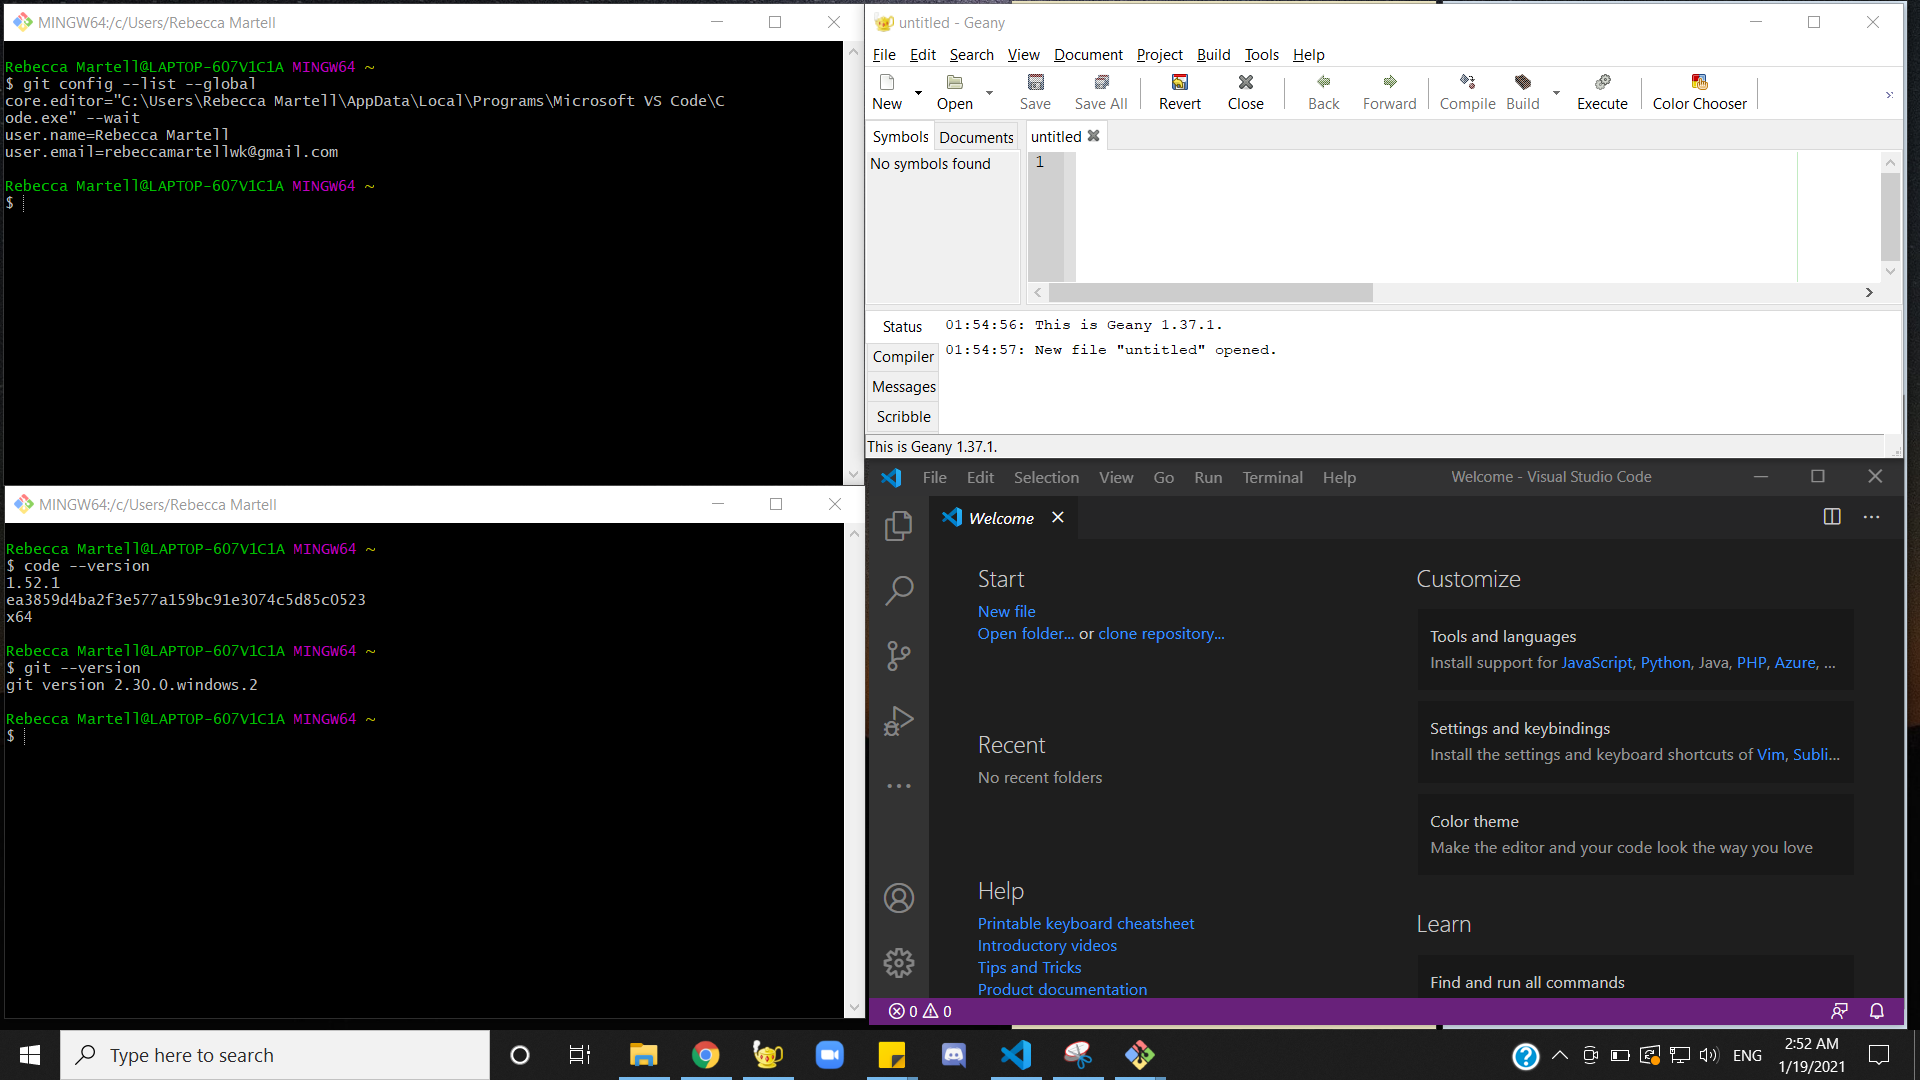 MINGW64:/c/Users/Rebecca Martell
Rebecca Martell@LAPTOP-607V1C1A MINGW64 ~
$ git config --list --global
core.editor="C:\Users\Rebecca Martell\AppData\Local\Programs\Microsoft VS Code\C
ode.exe" --wait
user.name=Rebecca Martell
user.email=rebeccamartellwk@gmail.com
Rebecca Martell@LAPTOP-607V1C1A MINGW64 ~
$
untitled - Geany
File Edit Search View Document Project Build Tools Help
New Open Save Save All Revert Close Back Forward Compile Build Execute Color Chooser
Symbols Documents untitled
No symbols found 1
Status 01:54:56: This is Geany 1.37.1.
Compiler 01:54:57: New file "untitled" opened.
Messages
Scribble
This is Geany 1.37.1.
MINGW64:/c/Users/Rebecca Martell
Rebecca Martell@LAPTOP-607V1C1A MINGW64 ~
$ code --version
1.52.1
ea3859d4ba2f3e577a159bc91e3074c5d85c0523
x64
Rebecca Martell@LAPTOP-607V1C1A MINGW64 ~
$ git --version
git version 2.30.0.windows.2
Rebecca Martell@LAPTOP-607V1C1A MINGW64 ~
$
File Edit Selection View Go Run Terminal Help Welcome - Visual Studio Code
Welcome
Start
New file
Open folder... or clone repository...
Recent
No recent folders
Help
Printable keyboard cheatsheet
Introductory videos
Tips and Tricks
Product documentation
Customize
Tools and languages
Install support for JavaScript, Python, Java, PHP, Azure, ...
Settings and keybindings
Install the settings and keyboard shortcuts of Vim, Subli...
Color theme
Make the editor and your code look the way you love
Learn
Find and run all commands
0 0
Type here to search
ENG
2:52 AM
1/19/2021